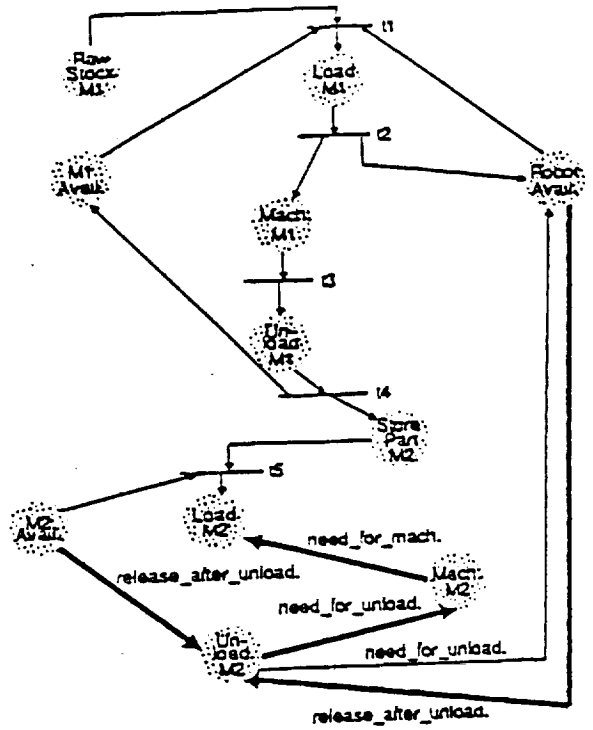 t1
Raw
Stock
M1
Load
M1
t2
M1
Avail.
Robot
Avail.
Mach.
M1
t3
Un-
load
M1
t4
Store
Part
M2
t5
M2
Avail.
Load
M2
need_for_mach.
release_after_unload.
Mach.
M2
need_for_unload.
Un-
load
M2
need_for_unload.
release_after_unload.